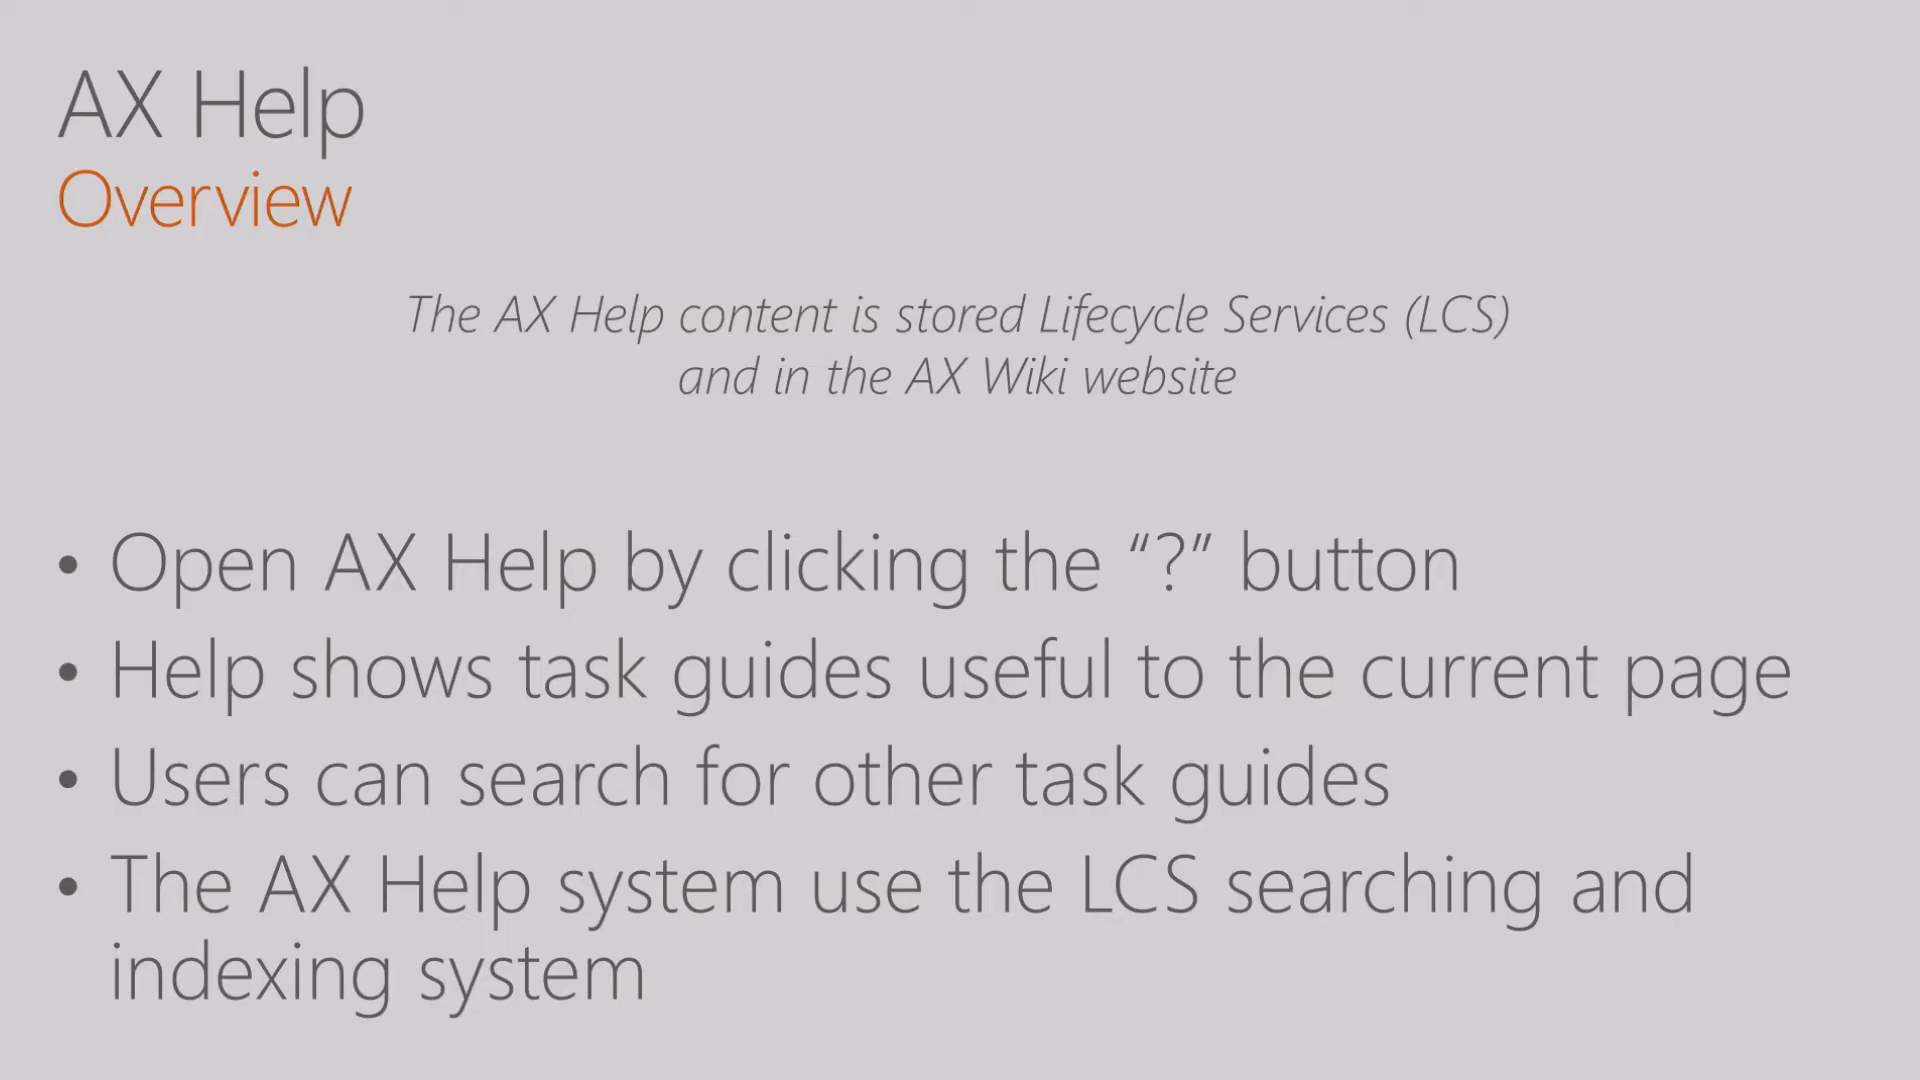 AX Help
Overview
The AX Help content is stored Lifecycle Services (LCS)
and in the AX Wiki website
• Open AX Help by clicking the “?” button
• Help shows task guides useful to the current page
• Users can search for other task guides
• The AX Help system use the LCS searching and
indexing system